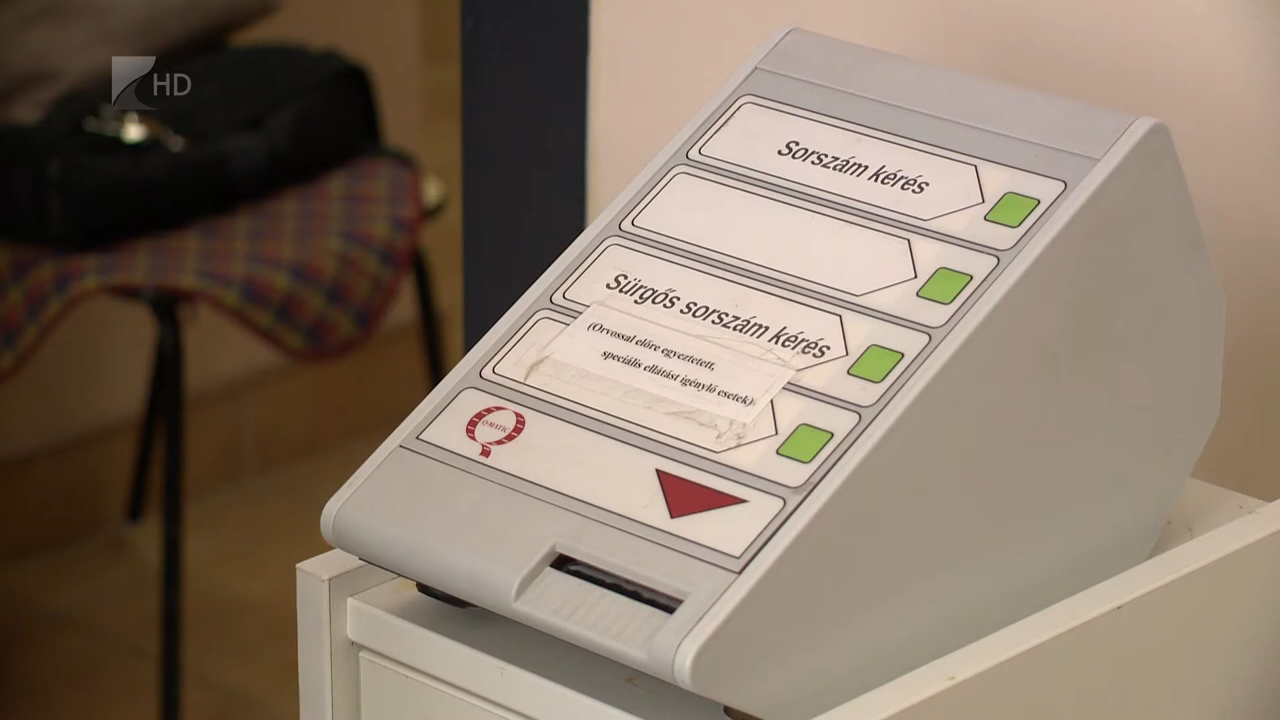 HD
Sorszám kérés
Sürgős sorszám kérés
(Orvossal előre egyeztetett,
speciális ellátást igénylő esetek)
Q-MATIC